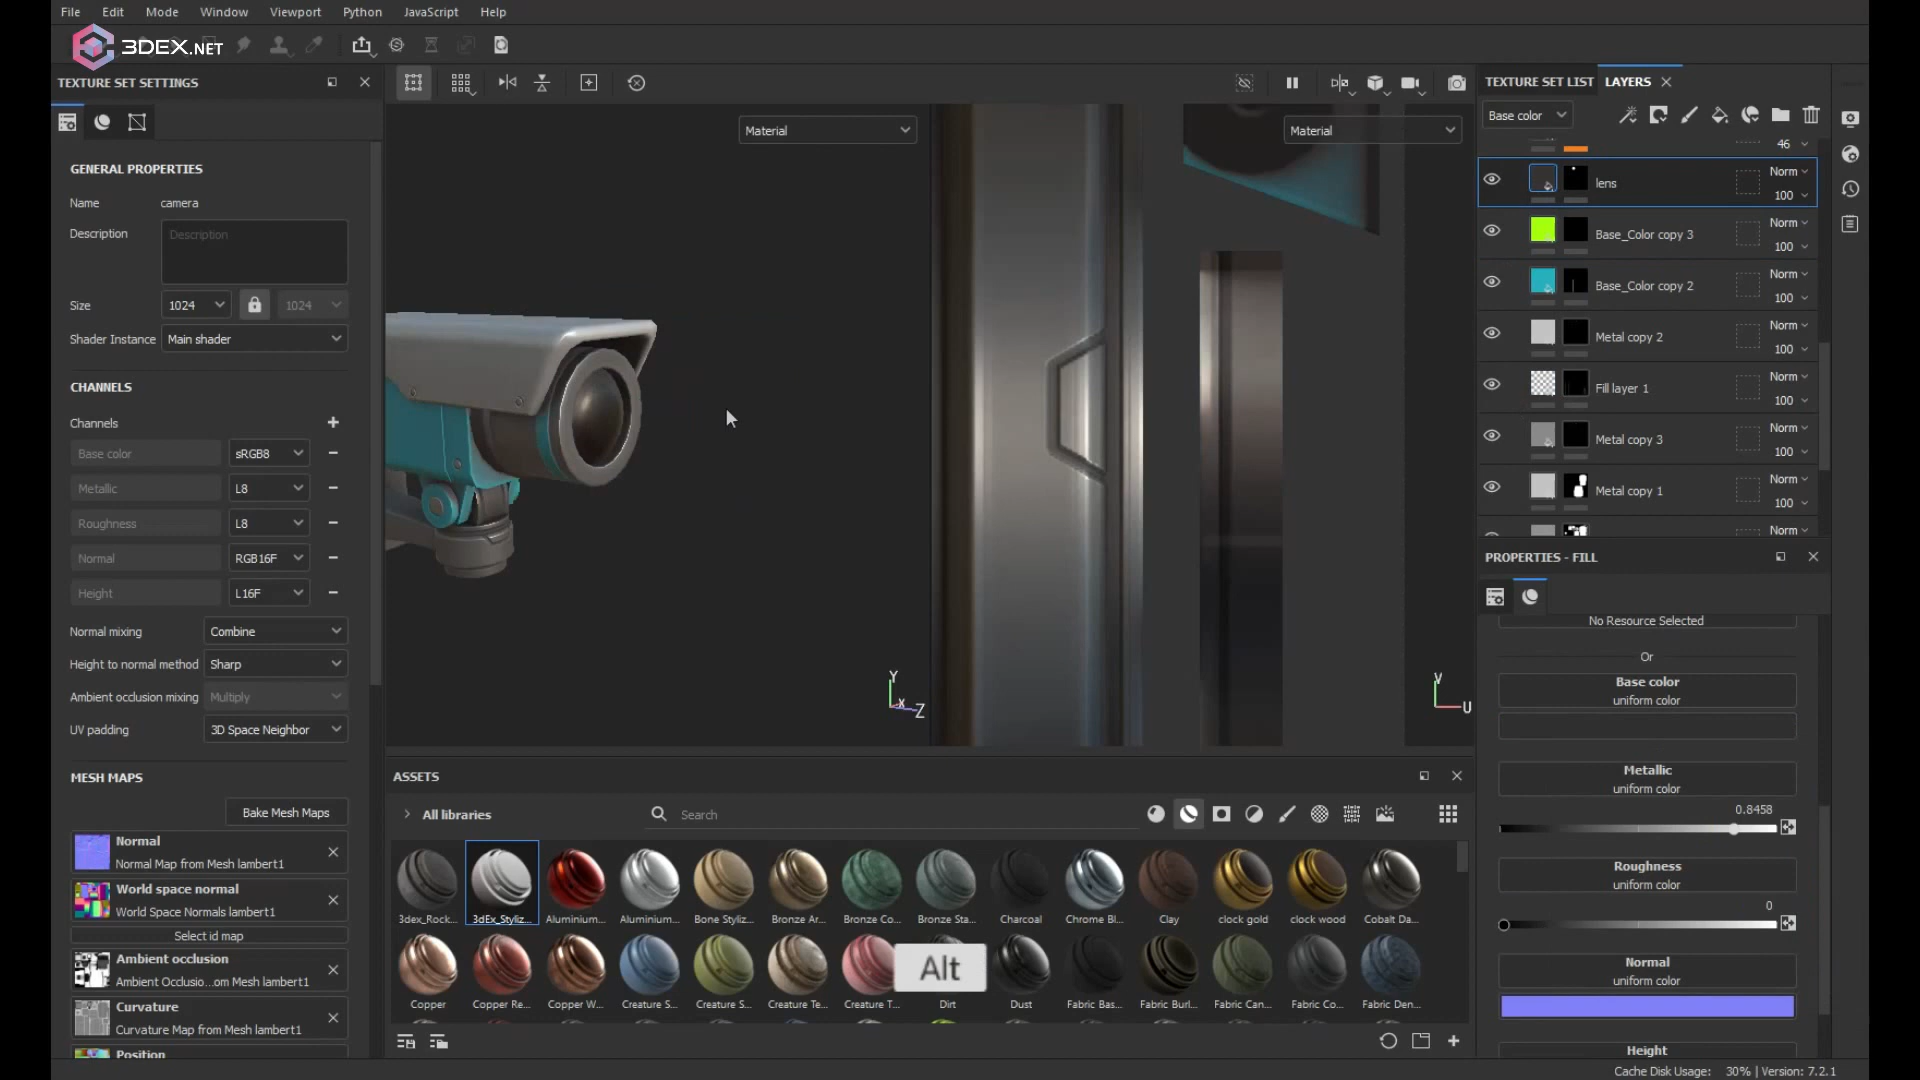 File Edit Mode Window Viewport Python JavaScript Help
3DEX.NET
TEXTURE SET SETTINGS
GENERAL PROPERTIES
Name camera
Description Description
Size 1024 1024
Shader Instance Main shader
CHANNELS
Channels
Base color sRGB8
Metallic L8
Roughness L8
Normal RGB16F
Height L16F
Normal mixing Combine
Height to normal method Sharp
Ambient occlusion mixing Multiply
UV padding 3D Space Neighbor
MESH MAPS
Bake Mesh Maps
Normal
Normal Map from Mesh lambert1
World space normal
World Space Normals lambert1
Select id map
Ambient occlusion
Ambient Occlusio...om Mesh lambert1
Curvature
Curvature Map from Mesh lambert1
Position
Material
Material
Y
X
Z
V
U
ASSETS
All libraries
Search
3dex_Rock... 3dEx_Styliz... Aluminium... Aluminium... Bone Styliz... Bronze Ar... Bronze Co... Bronze Sta... Charcoal Chrome Bl... Clay clock gold clock wood Cobalt Da...
Copper Copper Re... Copper W... Creature S... Creature S... Creature Te... Creature T... Dirt Dust Fabric Bas... Fabric Burl... Fabric Can... Fabric Co... Fabric Den...
Alt
TEXTURE SET LIST LAYERS
Base color
46
lens Norm 100
Base_Color copy 3 Norm 100
Base_Color copy 2 Norm 100
Metal copy 2 Norm 100
Fill layer 1 Norm 100
Metal copy 3 Norm 100
Metal copy 1 Norm 100
Norm
PROPERTIES - FILL
No Resource Selected
Or
Base color
uniform color
Metallic
uniform color
0.8458
Roughness
uniform color
0
Normal
uniform color
Height
Cache Disk Usage: 30% | Version: 7.2.1